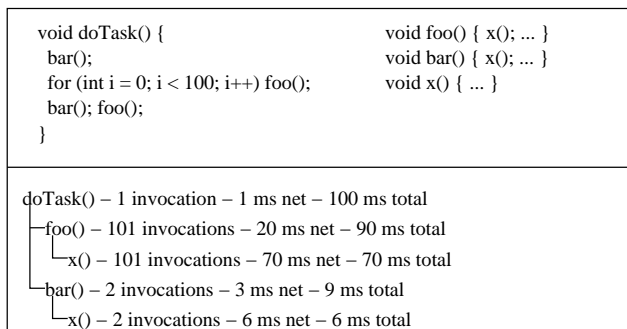 void doTask() {
bar();
for (int i = 0; i < 100; i++) foo();
bar(); foo();
}
void foo() { x(); ... }
void bar() { x(); ... }
void x() { ... }
doTask() – 1 invocation – 1 ms net – 100 ms total
foo() – 101 invocations – 20 ms net – 90 ms total
x() – 101 invocations – 70 ms net – 70 ms total
bar() – 2 invocations – 3 ms net – 9 ms total
x() – 2 invocations – 6 ms net – 6 ms total